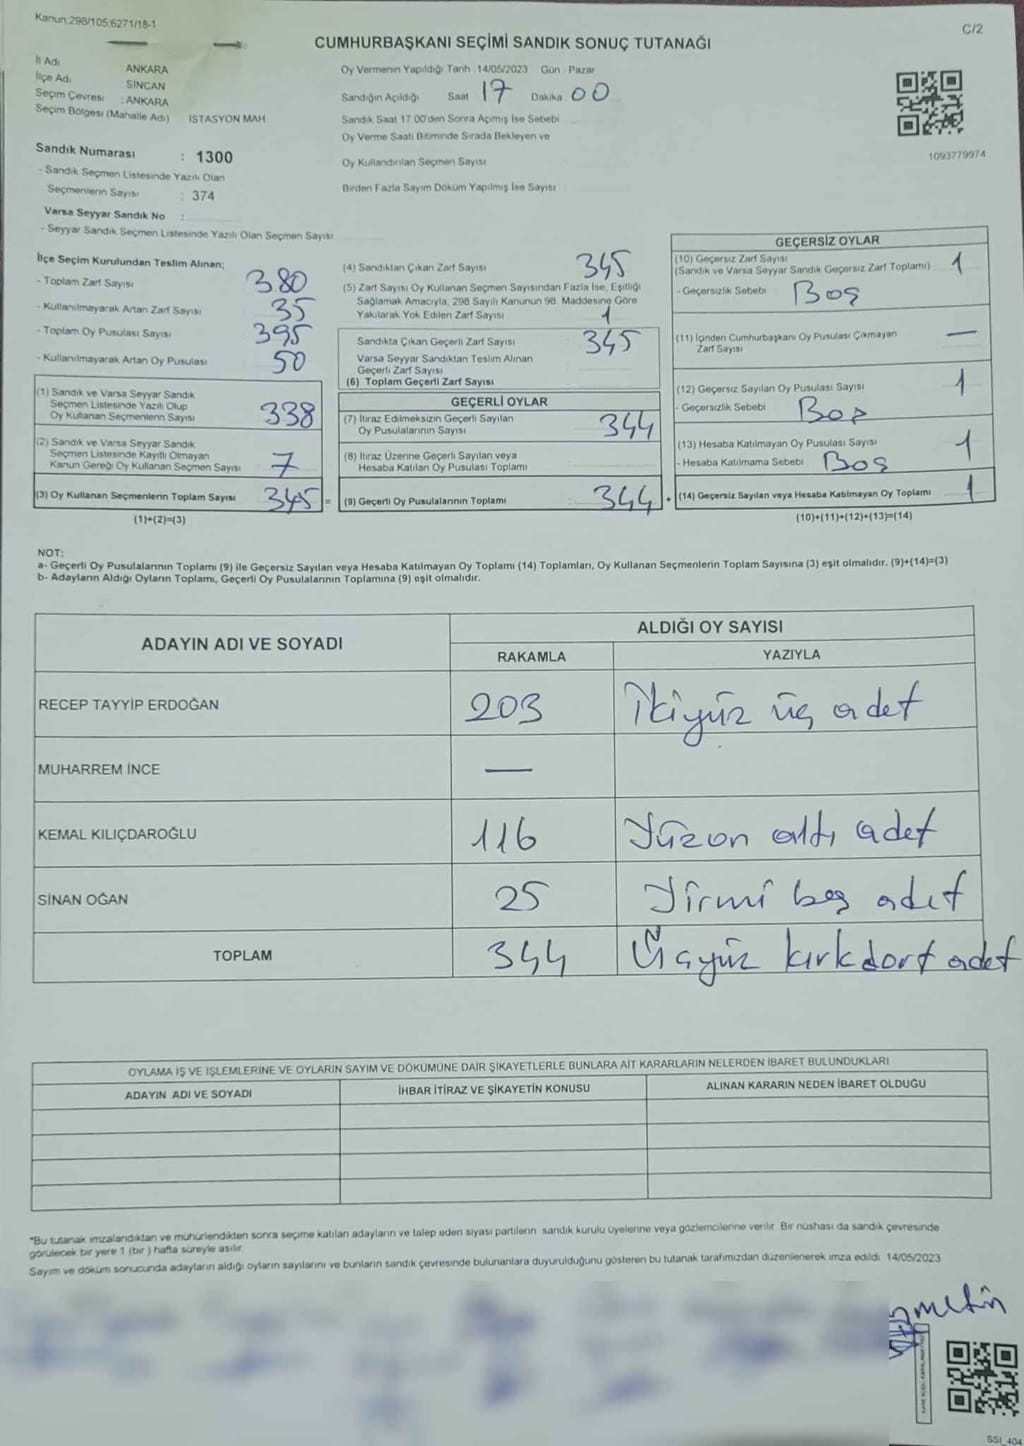 Kanun.298/105;6271/18-1
C/2
CUMHURBAŞKANI SEÇİMİ SANDIK SONUÇ TUTANAĞI
İl Adı ANKARA
İlçe Adı SİNCAN
Seçim Çevresi : ANKARA
Seçim Bölgesi (Mahalle Adı) İSTASYON MAH
Sandık Numarası : 1300
- Sandık Seçmen Listesinde Yazılı Olan
Seçmenlerin Sayısı : 374
Varsa Seyyar Sandık No :
- Seyyar Sandık Seçmen Listesinde Yazılı Olan Seçmen Sayısı
Oy Vermenin Yapıldığı Tarih 14/05/2023 Gün : Pazar
Sandığın Açıldığı Saat 17 Dakika 00
Sandık Saat 17.00'den Sonra Açılmış İse Sebebi
Oy Verme Saati Bitiminde Sırada Bekleyen ve
Oy Kullandırılan Seçmen Sayısı
Birden Fazla Sayım Döküm Yapılmış İse Sayısı
1093779974
İlçe Seçim Kurulundan Teslim Alınan;
- Toplam Zarf Sayısı 380
- Kullanılmayarak Artan Zarf Sayısı 35
- Toplam Oy Pusulası Sayısı 395
- Kullanılmayarak Artan Oy Pusulası 50
(1) Sandık ve Varsa Seyyar Sandık
Seçmen Listesinde Yazılı Olup
Oy Kullanan Seçmenlerin Sayısı 338
(2) Sandık ve Varsa Seyyar Sandık
Seçmen Listesinde Kayıtlı Olmayan
Kanun Gereği Oy Kullanan Seçmen Sayısı 7
(3) Oy Kullanan Seçmenlerin Toplam Sayısı 345 =
(1)+(2)=(3)
(4) Sandıktan Çıkan Zarf Sayısı 345
(5) Zarf Sayısı Oy Kullanan Seçmen Sayısından Fazla İse, Eşitliği
Sağlamak Amacıyla, 298 Sayılı Kanunun 98. Maddesine Göre
Yakılarak Yok Edilen Zarf Sayısı 1
Sandıkta Çıkan Geçerli Zarf Sayısı 345
Varsa Seyyar Sandıktan Teslim Alınan
Geçerli Zarf Sayısı
(6) Toplam Geçerli Zarf Sayısı
GEÇERLİ OYLAR
(7) İtiraz Edilmeksizin Geçerli Sayılan
Oy Pusulalarının Sayısı 344
(8) İtiraz Üzerine Geçerli Sayılan veya
Hesaba Katılan Oy Pusulası Toplamı
(9) Geçerli Oy Pusulalarının Toplamı 344 +
GEÇERSİZ OYLAR
(10) Geçersiz Zarf Sayısı 1
(Sandık ve Varsa Seyyar Sandık Geçersiz Zarf Toplamı)
- Geçersizlik Sebebi Boş
(11) İçinden Cumhurbaşkanı Oy Pusulası Çıkmayan —
Zarf Sayısı
(12) Geçersiz Sayılan Oy Pusulası Sayısı 1
- Geçersizlik Sebebi Boş
(13) Hesaba Katılmayan Oy Pusulası Sayısı 1
- Hesaba Katılmama Sebebi Boş
(14) Geçersiz Sayılan veya Hesaba Katılmayan Oy Toplamı 1
(10)+(11)+(12)+(13)=(14)
NOT:
a- Geçerli Oy Pusulalarının Toplamı (9) ile Geçersiz Sayılan veya Hesaba Katılmayan Oy Toplamı (14) Toplamları, Oy Kullanan Seçmenlerin Toplam Sayısına (3) eşit olmalıdır. (9)+(14)=(3)
b- Adayların Aldığı Oyların Toplamı, Geçerli Oy Pusulalarının Toplamına (9) eşit olmalıdır.
ADAYIN ADI VE SOYADI ALDIĞI OY SAYISI
RAKAMLA YAZIYLA
RECEP TAYYİP ERDOĞAN 203 İkiyüz üç adet
MUHARREM İNCE —
KEMAL KILIÇDAROĞLU 116 Yüzon altı adet
SİNAN OĞAN 25 Yirmi beş adet
TOPLAM 344 Üçyüz kırkdört adet
OYLAMA İŞ VE İŞLEMLERİNE VE OYLARIN SAYIM VE DÖKÜMÜNE DAİR ŞİKAYETLERLE BUNLARA AİT KARARLARIN NELERDEN İBARET BULUNDUKLARI
ADAYIN ADI VE SOYADI İHBAR İTİRAZ VE ŞİKAYETİN KONUSU ALINAN KARARIN NEDEN İBARET OLDUĞU
"Bu tutanak imzalandıktan ve mühürlendikten sonra seçime katılan adayların ve talep eden siyasi partilerin sandık kurulu üyelerine veya gözlemcilerine verilir. Bir nüshası da sandık çevresinde
görülecek bir yere 1 (bir ) hafta süreyle asılır.
Sayım ve döküm sonucunda adayların aldığı oyların sayılarını ve bunların sandık çevresinde bulunanlara duyurulduğunu gösteren bu tutanak tarafımızdan düzenlenerek imza edildi. 14/05/2023
SSI_404